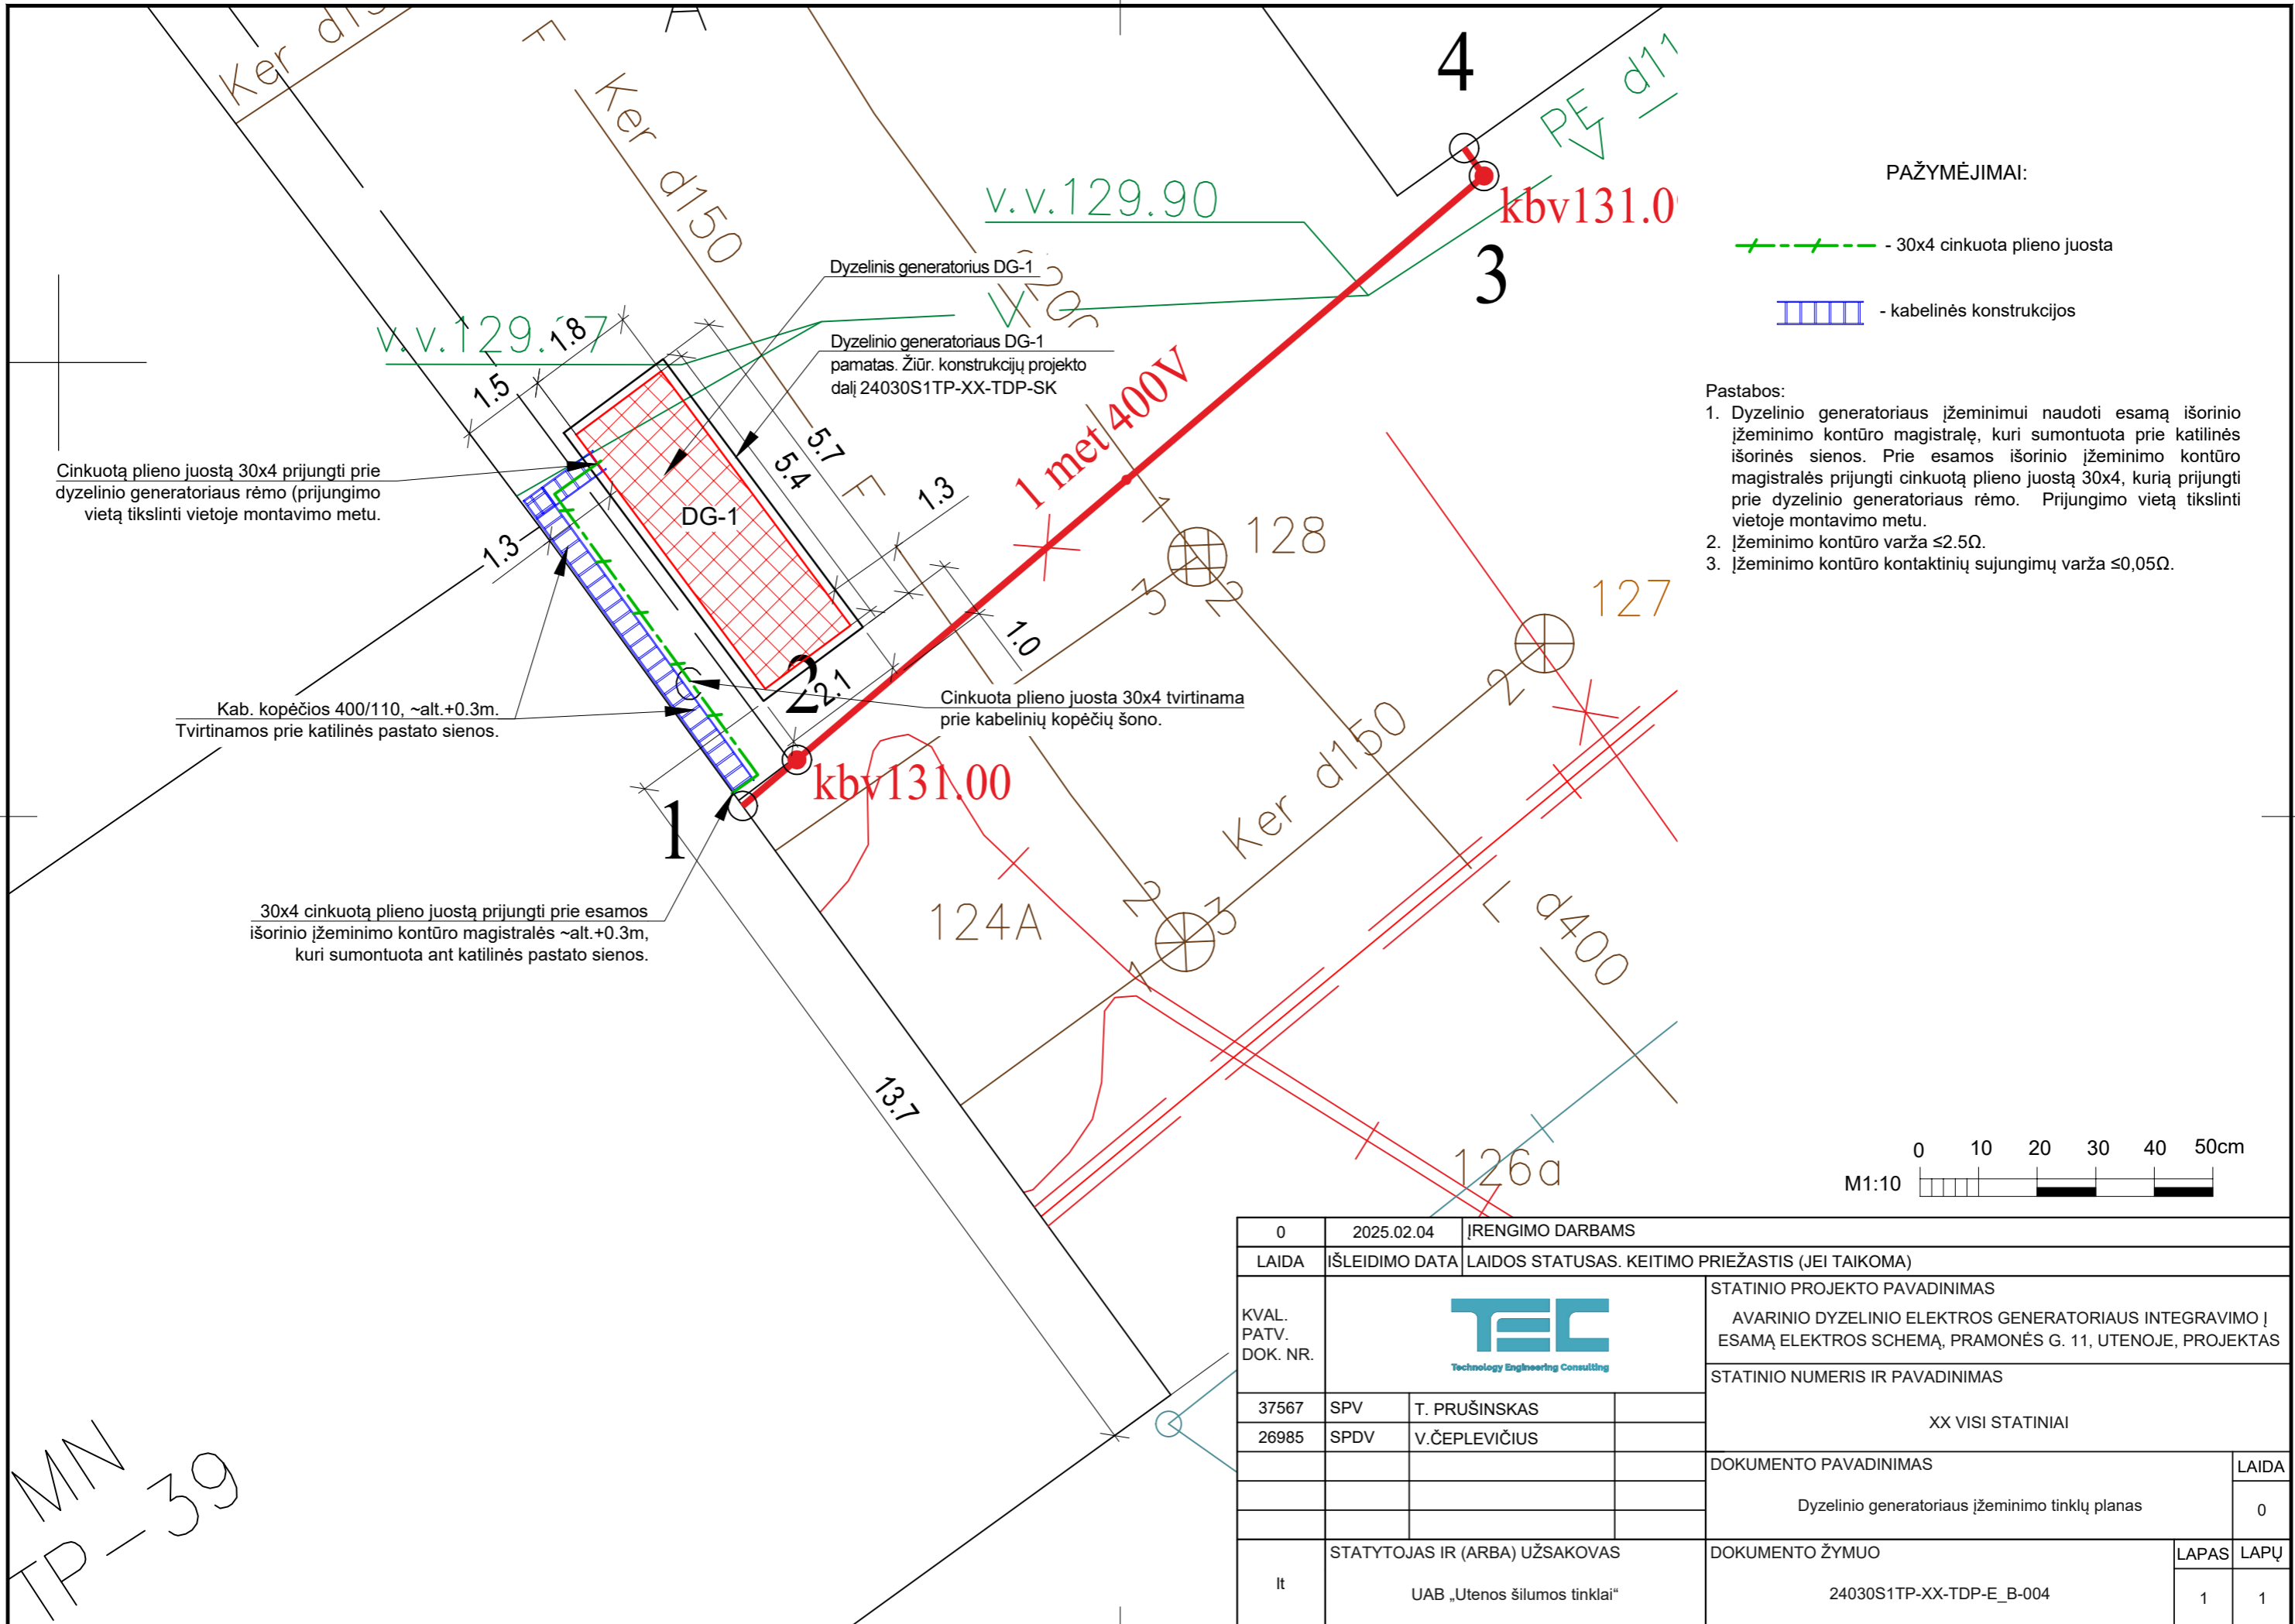 Ker d15
F
Ker d150
4
PE d11
V
v.v.129.90
kbv131.0
3
PAŽYMĖJIMAI:
- 30x4 cinkuota plieno juosta
- kabelinės konstrukcijos
Dyzelinis generatorius DG-1
V
v.v.129.
1.8
1.5
Dyzelinio generatoriaus DG-1
pamatas. Žiūr. konstrukcijų projekto
dalį 24030S1TP-XX-TDP-SK
1 met 400V
Pastabos:
1. Dyzelinio generatoriaus įžeminimui naudoti esamą išorinio
įžeminimo kontūro magistralę, kuri sumontuota prie katilinės
išorinės sienos. Prie esamos išorinio įžeminimo kontūro
magistralės prijungti cinkuotą plieno juostą 30x4, kurią prijungti
prie dyzelinio generatoriaus rėmo. Prijungimo vietą tikslinti
vietoje montavimo metu.
2. Įžeminimo kontūro varža ≤2.5Ω.
3. Įžeminimo kontūro kontaktinių sujungimų varža ≤0,05Ω.
5.7
5.4
F
1.3
Cinkuotą plieno juostą 30x4 prijungti prie
dyzelinio generatoriaus rėmo (prijungimo
vietą tikslinti vietoje montavimo metu.
DG-1
1.3
1
128
3
2
127
2
1.0
2
2.1
Cinkuota plieno juosta 30x4 tvirtinama
prie kabelinių kopėčių šono.
Kab. kopėčios 400/110, ~alt.+0.3m.
Tvirtinamos prie katilinės pastato sienos.
kbv131.00
1
Ker d150
30x4 cinkuotą plieno juostą prijungti prie esamos
išorinio įžeminimo kontūro magistralės ~alt.+0.3m,
kuri sumontuota ant katilinės pastato sienos.
124A
2
3
1
L d400
13.7
126a
0 10 20 30 40 50cm
M1:10
MN
TP-39
0 2025.02.04 ĮRENGIMO DARBAMS
LAIDA IŠLEIDIMO DATA LAIDOS STATUSAS. KEITIMO PRIEŽASTIS (JEI TAIKOMA)
KVAL.
PATV.
DOK. NR.
TEC
Technology Engineering Consulting
STATINIO PROJEKTO PAVADINIMAS
AVARINIO DYZELINIO ELEKTROS GENERATORIAUS INTEGRAVIMO Į
ESAMĄ ELEKTROS SCHEMĄ, PRAMONĖS G. 11, UTENOJE, PROJEKTAS
STATINIO NUMERIS IR PAVADINIMAS
XX VISI STATINIAI
37567 SPV T. PRUŠINSKAS
26985 SPDV V.ČEPLEVIČIUS
DOKUMENTO PAVADINIMAS LAIDA
Dyzelinio generatoriaus įžeminimo tinklų planas 0
lt
STATYTOJAS IR (ARBA) UŽSAKOVAS
UAB „Utenos šilumos tinklai“
DOKUMENTO ŽYMUO LAPAS LAPŲ
24030S1TP-XX-TDP-E_B-004 1 1